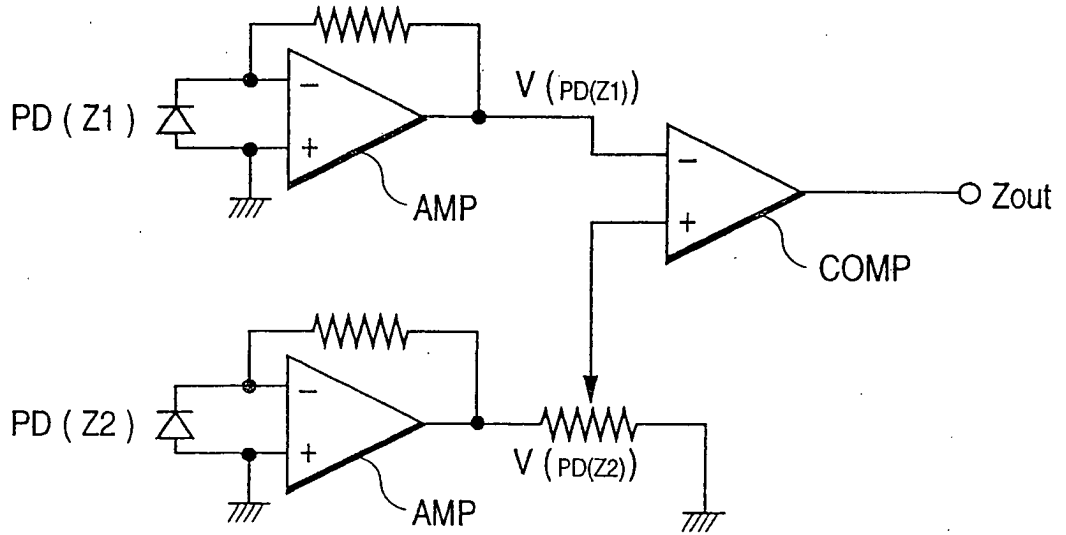 V (PD(Z1))
PD ( Z1 )
−
+
AMP
−
+
Zout
COMP
PD ( Z2 )
−
+
V (PD(Z2))
AMP